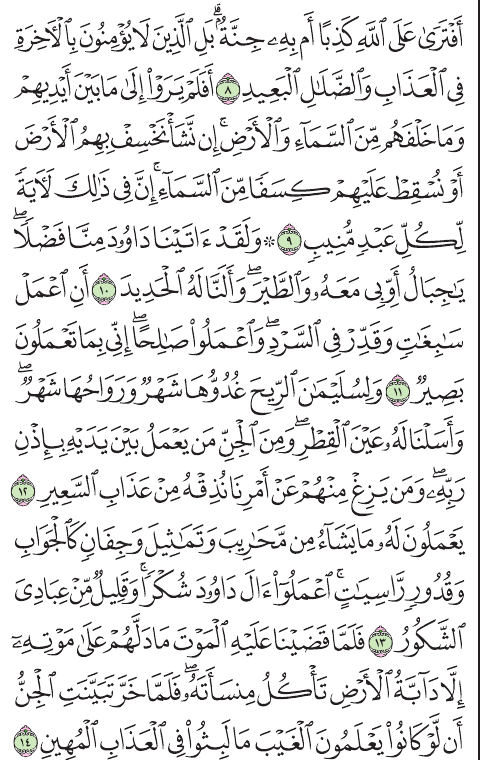 أَفْتَرَىٰ عَلَى ٱللَّهِ كَذِبًا أَم بِهِۦ جِنَّةُۢۗ بَلِ ٱلَّذِينَ لَا يُؤْمِنُونَ بِٱلْأٓخِرَةِ
فِي ٱلْعَذَابِ وَٱلضَّلَٰلِ ٱلْبَعِيدِ ٨ أَفَلَمْ يَرَوْا۟ إِلَىٰ مَا بَيْنَ أَيْدِيهِمْ
وَمَا خَلْفَهُم مِّنَ ٱلسَّمَآءِ وَٱلْأَرْضِۚ إِن نَّشَأْ نَخْسِفْ بِهِمُ ٱلْأَرْضَ
أَوْ نُسْقِطْ عَلَيْهِمْ كِسَفًا مِّنَ ٱلسَّمَآءِۚ إِنَّ فِي ذَٰلِكَ لَأٓيَةً
لِّكُلِّ عَبْدٍ مُّنِيبٍ ٩ ۞ وَلَقَدْ ءَاتَيْنَا دَاوُۥدَ مِنَّا فَضْلًاۖ
يَٰجِبَالُ أَوِّبِي مَعَهُۥ وَٱلطَّيْرَۖ وَأَلَنَّا لَهُ ٱلْحَدِيدَ ١٠ أَنِ ٱعْمَلْ
سَٰبِغَٰتٍ وَقَدِّرْ فِي ٱلسَّرْدِۖ وَٱعْمَلُوا۟ صَٰلِحًاۖ إِنِّي بِمَا تَعْمَلُونَ
بَصِيرٌ ١١ وَلِسُلَيْمَٰنَ ٱلرِّيحَ غُدُوُّهَا شَهْرٌ وَرَوَاحُهَا شَهْرٌۖ
وَأَسَلْنَا لَهُۥ عَيْنَ ٱلْقِطْرِۖ وَمِنَ ٱلْجِنِّ مَن يَعْمَلُ بَيْنَ يَدَيْهِ بِإِذْنِ
رَبِّهِۦۖ وَمَن يَزِغْ مِنْهُمْ عَنْ أَمْرِنَا نُذِقْهُ مِنْ عَذَابِ ٱلسَّعِيرِ ١٢
يَعْمَلُونَ لَهُۥ مَا يَشَآءُ مِن مَّحَٰرِيبَ وَتَمَٰثِيلَ وَجِفَانٍ كَٱلْجَوَابِ
وَقُدُورٍ رَّاسِيَٰتٍۚ ٱعْمَلُوٓا۟ ءَالَ دَاوُۥدَ شُكْرًاۚ وَقَلِيلٌ مِّنْ عِبَادِيَ
ٱلشَّكُورُ ١٣ فَلَمَّا قَضَيْنَا عَلَيْهِ ٱلْمَوْتَ مَا دَلَّهُمْ عَلَىٰ مَوْتِهِۦٓ
إِلَّا دَآبَّةُ ٱلْأَرْضِ تَأْكُلُ مِنسَأَتَهُۥۖ فَلَمَّا خَرَّ تَبَيَّنَتِ ٱلْجِنُّ
أَن لَّوْ كَانُوا۟ يَعْلَمُونَ ٱلْغَيْبَ مَا لَبِثُوا۟ فِي ٱلْعَذَابِ ٱلْمُهِينِ ١٤